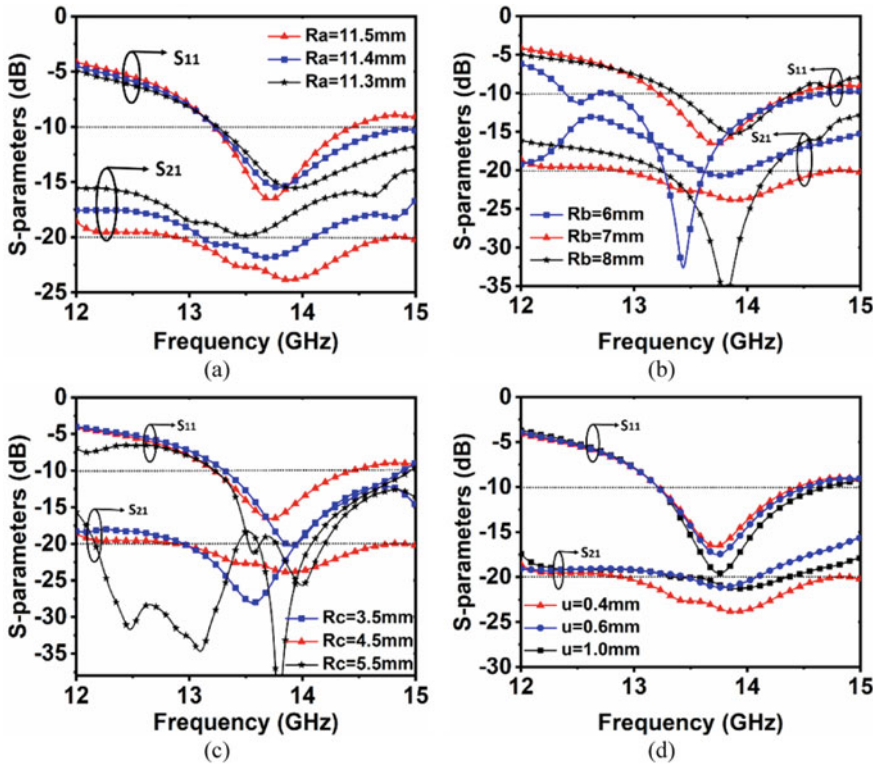 0
-5
-10
-15
-20
-25
S-parameters (dB)
S11
S21
Ra=11.5mm
Ra=11.4mm
Ra=11.3mm
12 13 14 15
Frequency (GHz)
(a)
0
-5
-10
-15
-20
-25
-30
-35
S-parameters (dB)
S11
S21
Rb=6mm
Rb=7mm
Rb=8mm
12 13 14 15
Frequency (GHz)
(b)
0
-5
-10
-15
-20
-25
-30
-35
S-parameters (dB)
S11
S21
Rc=3.5mm
Rc=4.5mm
Rc=5.5mm
12 13 14 15
Frequency (GHz)
(c)
0
-5
-10
-15
-20
-25
-30
S-parameters (dB)
S11
S21
u=0.4mm
u=0.6mm
u=1.0mm
12 13 14 15
Frequency (GHz)
(d)